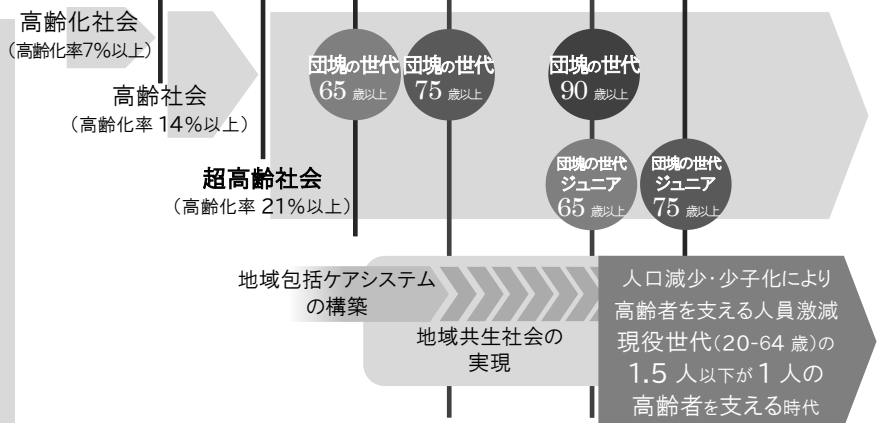 高齢化社会
（高齢化率7%以上）
高齢社会
（高齢化率 14%以上）
超高齢社会
（高齢化率 21%以上）
団塊の世代
65 歳以上
団塊の世代
75 歳以上
団塊の世代
90 歳以上
団塊の世代
ジュニア
65 歳以上
団塊の世代
ジュニア
75 歳以上
地域包括ケアシステム
の構築
地域共生社会の
実現
人口減少・少子化により
高齢者を支える人員激減
現役世代（20-64 歳）の
1.5 人以下が 1 人の
高齢者を支える時代